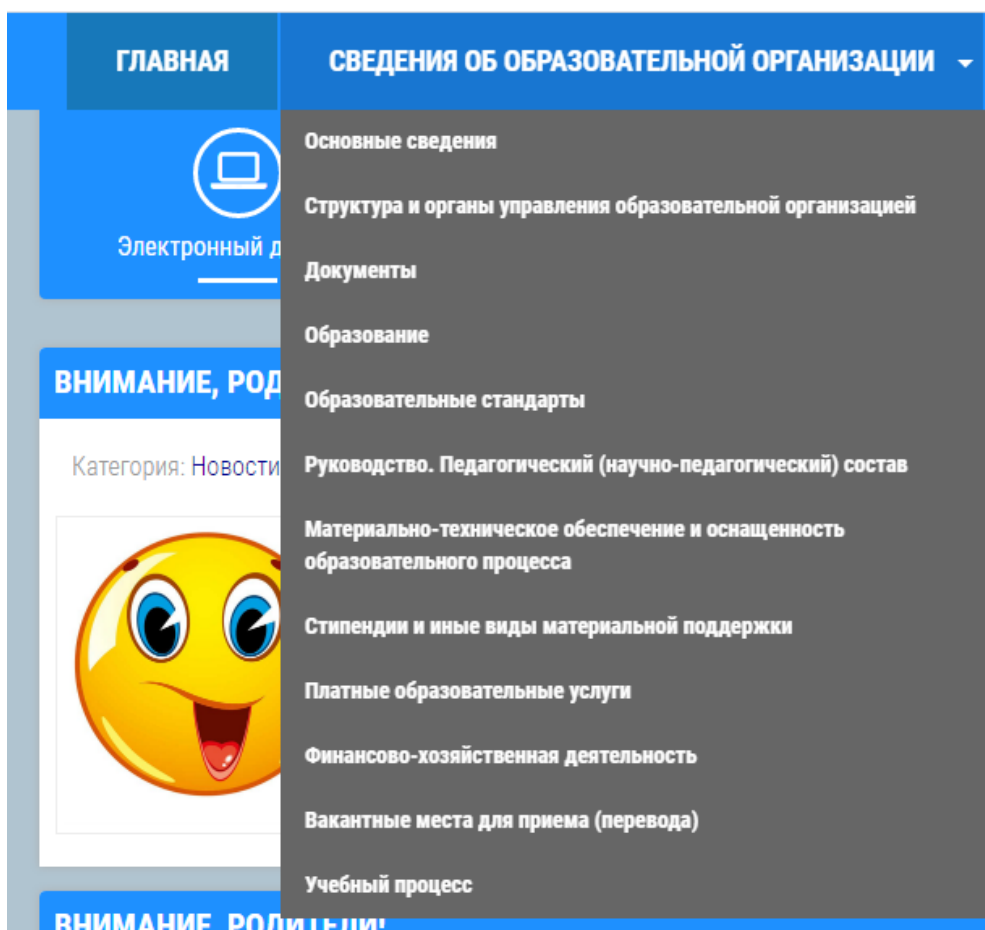 ГЛАВНАЯ
СВЕДЕНИЯ ОБ ОБРАЗОВАТЕЛЬНОЙ ОРГАНИЗАЦИИ
Электронный
Основные сведения
Структура и органы управления образовательной организацией
Документы
Образование
Образовательные стандарты
Руководство. Педагогический (научно-педагогический) состав
Материально-техническое обеспечение и оснащенность
образовательного процесса
Стипендии и иные виды материальной поддержки
Платные образовательные услуги
Финансово-хозяйственная деятельность
Вакантные места для приема (перевода)
Учебный процесс
ВНИМАНИЕ,
Категория: Новости
ВНИМАНИЕ, РОДИТЕЛИ!